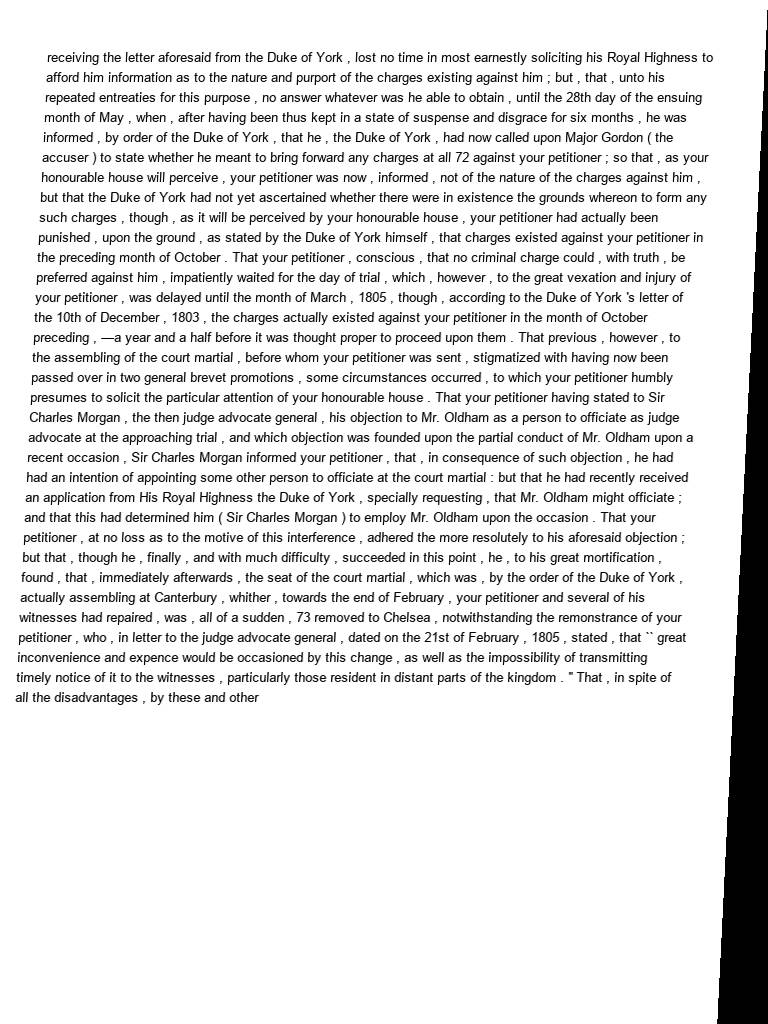 receiving the letter aforesaid from the Duke of York , lost no time in most earnestly soliciting his Royal Highness to
afford him information as to the nature and purport of the charges existing against him ; but , that , unto his
repeated entreaties for this purpose , no answer whatever was he able to obtain , until the 28th day of the ensuing
month of May , when , after having been thus kept in a state of suspense and disgrace for six months , he was
informed , by order of the Duke of York , that he , the Duke of York , had now called upon Major Gordon ( the
accuser ) to state whether he meant to bring forward any charges at all 72 against your petitioner ; so that , as your
honourable house will perceive , your petitioner was now , informed , not of the nature of the charges against him ,
but that the Duke of York had not yet ascertained whether there were in existence the grounds whereon to form any
such charges , though , as it will be perceived by your honourable house , your petitioner had actually been
punished , upon the ground , as stated by the Duke of York himself , that charges existed against your petitioner in
the preceding month of October . That your petitioner , conscious , that no criminal charge could , with truth , be
preferred against him , impatiently waited for the day of trial , which , however , to the great vexation and injury of
your petitioner , was delayed until the month of March , 1805 , though , according to the Duke of York 's letter of
the 10th of December , 1803 , the charges actually existed against your petitioner in the month of October
preceding , —a year and a half before it was thought proper to proceed upon them . That previous , however , to
the assembling of the court martial , before whom your petitioner was sent , stigmatized with having now been
passed over in two general brevet promotions , some circumstances occurred , to which your petitioner humbly
presumes to solicit the particular attention of your honourable house . That your petitioner having stated to Sir
Charles Morgan , the then judge advocate general , his objection to Mr. Oldham as a person to officiate as judge
advocate at the approaching trial , and which objection was founded upon the partial conduct of Mr. Oldham upon a
recent occasion , Sir Charles Morgan informed your petitioner , that , in consequence of such objection , he had
had an intention of appointing some other person to officiate at the court martial : but that he had recently received
an application from His Royal Highness the Duke of York , specially requesting , that Mr. Oldham might officiate ;
and that this had determined him ( Sir Charles Morgan ) to employ Mr. Oldham upon the occasion . That your
petitioner , at no loss as to the motive of this interference , adhered the more resolutely to his aforesaid objection ;
but that , though he , finally , and with much difficulty , succeeded in this point , he , to his great mortification ,
found , that , immediately afterwards , the seat of the court martial , which was , by the order of the Duke of York ,
actually assembling at Canterbury , whither , towards the end of February , your petitioner and several of his
witnesses had repaired , was , all of a sudden , 73 removed to Chelsea , notwithstanding the remonstrance of your
petitioner , who , in letter to the judge advocate general , dated on the 21st of February , 1805 , stated , that `` great
inconvenience and expence would be occasioned by this change , as well as the impossibility of transmitting
timely notice of it to the witnesses , particularly those resident in distant parts of the kingdom . " That , in spite of
all the disadvantages , by these and other